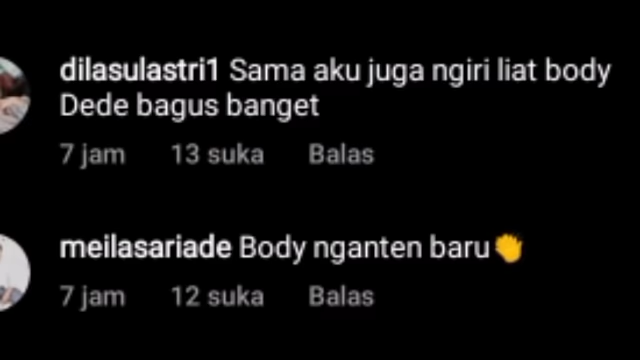 dilasulastri1 Sama aku juga ngiri liat body
Dede bagus banget
7 jam 13 suka Balas
meilasariade Body nganten baru👏
7 jam 12 suka Balas